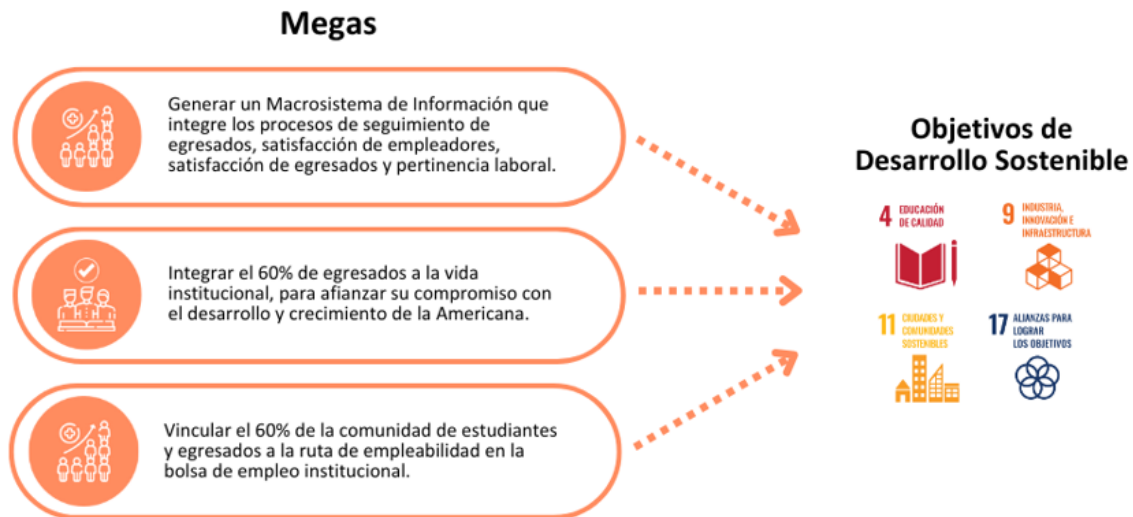 Megas
Generar un Macrosistema de Información que
integre los procesos de seguimiento de
egresados, satisfacción de empleadores,
satisfacción de egresados y pertinencia laboral.
Integrar el 60% de egresados a la vida
institucional, para afianzar su compromiso con
el desarrollo y crecimiento de la Americana.
Vincular el 60% de la comunidad de estudiantes
y egresados a la ruta de empleabilidad en la
bolsa de empleo institucional.
Objetivos de
Desarrollo Sostenible
4 EDUCACIÓN
DE CALIDAD
9 INDUSTRIA,
INNOVACIÓN E
INFRAESTRUCTURA
11 CIUDADES Y
COMUNIDADES
SOSTENIBLES
17 ALIANZAS PARA
LOGRAR
LOS OBJETIVOS